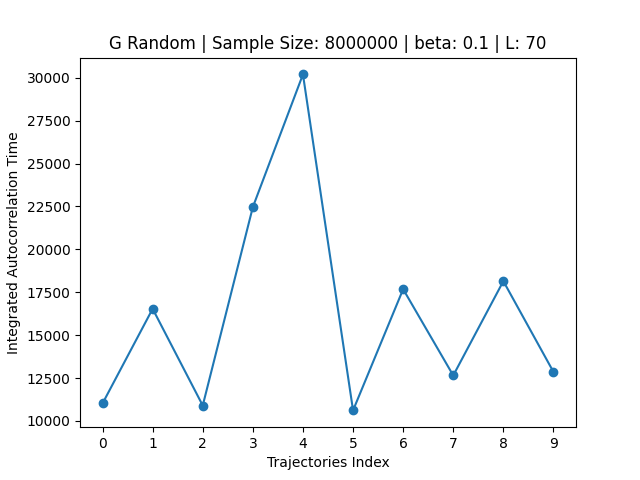 G Random | Sample Size: 8000000 | beta: 0.1 | L: 70
Integrated Autocorrelation Time
30000
27500
25000
22500
20000
17500
15000
12500
10000
0 1 2 3 4 5 6 7 8 9
Trajectories Index